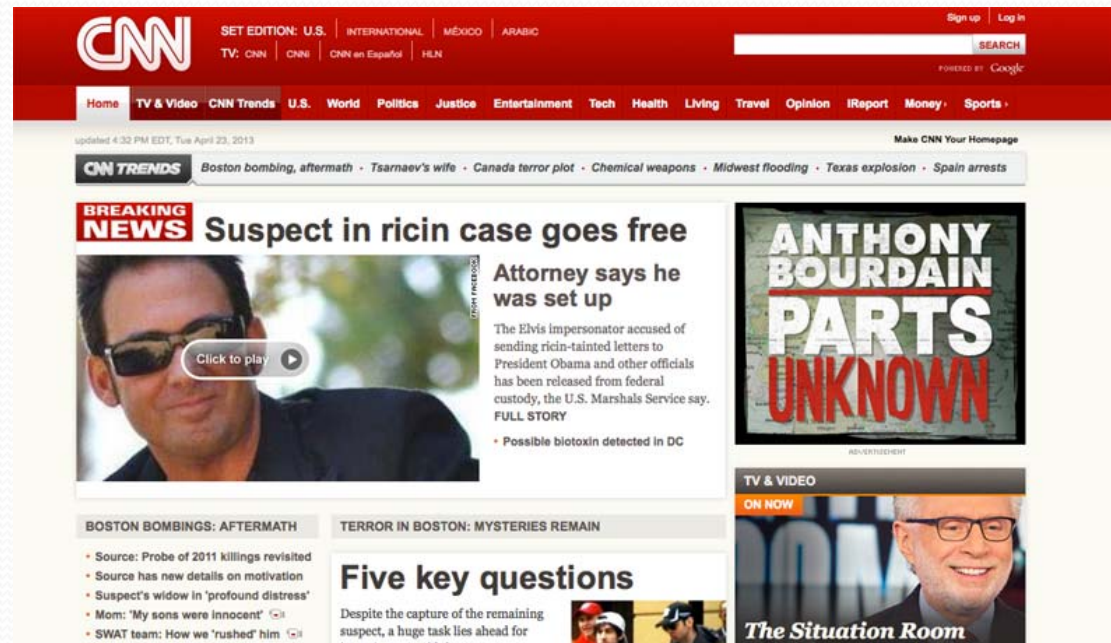 CNN
SET EDITION: U.S. INTERNATIONAL MÉXICO ARABIC
TV: CNN CNNi CNN en Español HLN
Sign up Log in
SEARCH
POWERED BY Google
Home TV & Video CNN Trends U.S. World Politics Justice Entertainment Tech Health Living Travel Opinion iReport Money Sports
updated 4:32 PM EDT, Tue April 23, 2013
Make CNN Your Homepage
CNN TRENDS Boston bombing, aftermath • Tsarnaev's wife • Canada terror plot • Chemical weapons • Midwest flooding • Texas explosion • Spain arrests
BREAKING
NEWS
Suspect in ricin case goes free
FROM FACEBOOK
Click to play
Attorney says he
was set up
The Elvis impersonator accused of
sending ricin-tainted letters to
President Obama and other officials
has been released from federal
custody, the U.S. Marshals Service say.
FULL STORY
• Possible biotoxin detected in DC
ANTHONY
BOURDAIN
PARTS
UNKNOWN
ADVERTISEMENT
TV & VIDEO
ON NOW
The Situation Room
BOSTON BOMBINGS: AFTERMATH
• Source: Probe of 2011 killings revisited
• Source has new details on motivation
• Suspect's widow in 'profound distress'
• Mom: 'My sons were innocent'
• SWAT team: How we 'rushed' him
TERROR IN BOSTON: MYSTERIES REMAIN
Five key questions
Despite the capture of the remaining
suspect, a huge task lies ahead for